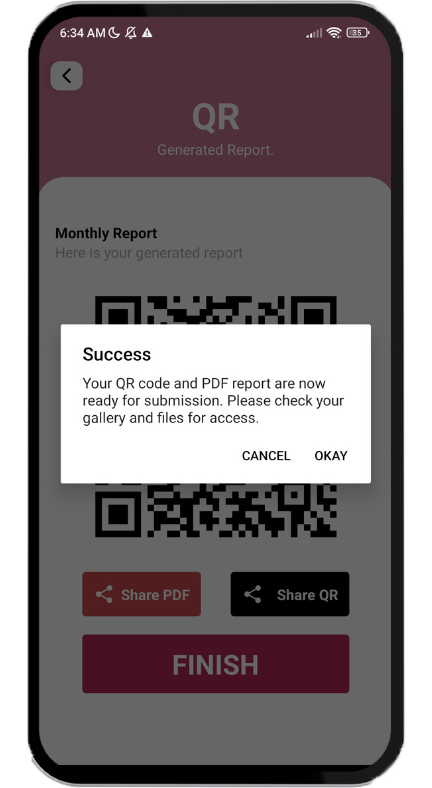 6:34 AM
85
QR
Generated Report.
Monthly Report
Here is your generated report
Success
Your QR code and PDF report are now
ready for submission. Please check your
gallery and files for access.
CANCEL OKAY
Share PDF
Share QR
FINISH